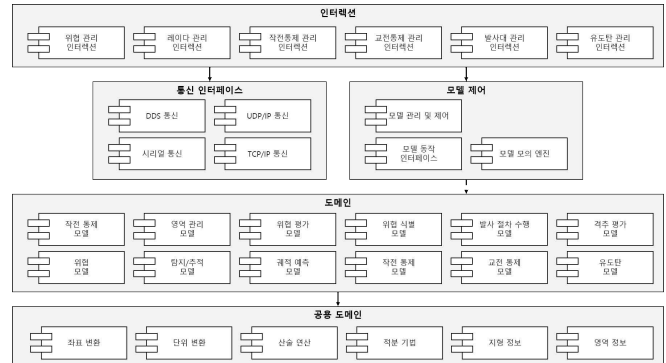 인터렉션
위협 관리
인터렉션
레이다 관리
인터렉션
작전통제 관리
인터렉션
교전통제 관리
인터렉션
발사대 관리
인터렉션
유도탄 관리
인터렉션
통신 인터페이스
DDS 통신
UDP/IP 통신
시리얼 통신
TCP/IP 통신
모델 제어
모델 관리 및 제어
모델 동작
인터페이스
모델 모의 엔진
도메인
작전 통제
모델
영역 관리
모델
위협 평가
모델
위협 식별
모델
발사 절차 수행
모델
격추 평가
모델
위협
모델
탐지/추적
모델
궤적 예측
모델
작전 통제
모델
교전 통제
모델
유도탄
모델
공용 도메인
좌표 변환
단위 변환
산술 연산
적분 기법
지형 정보
영역 정보